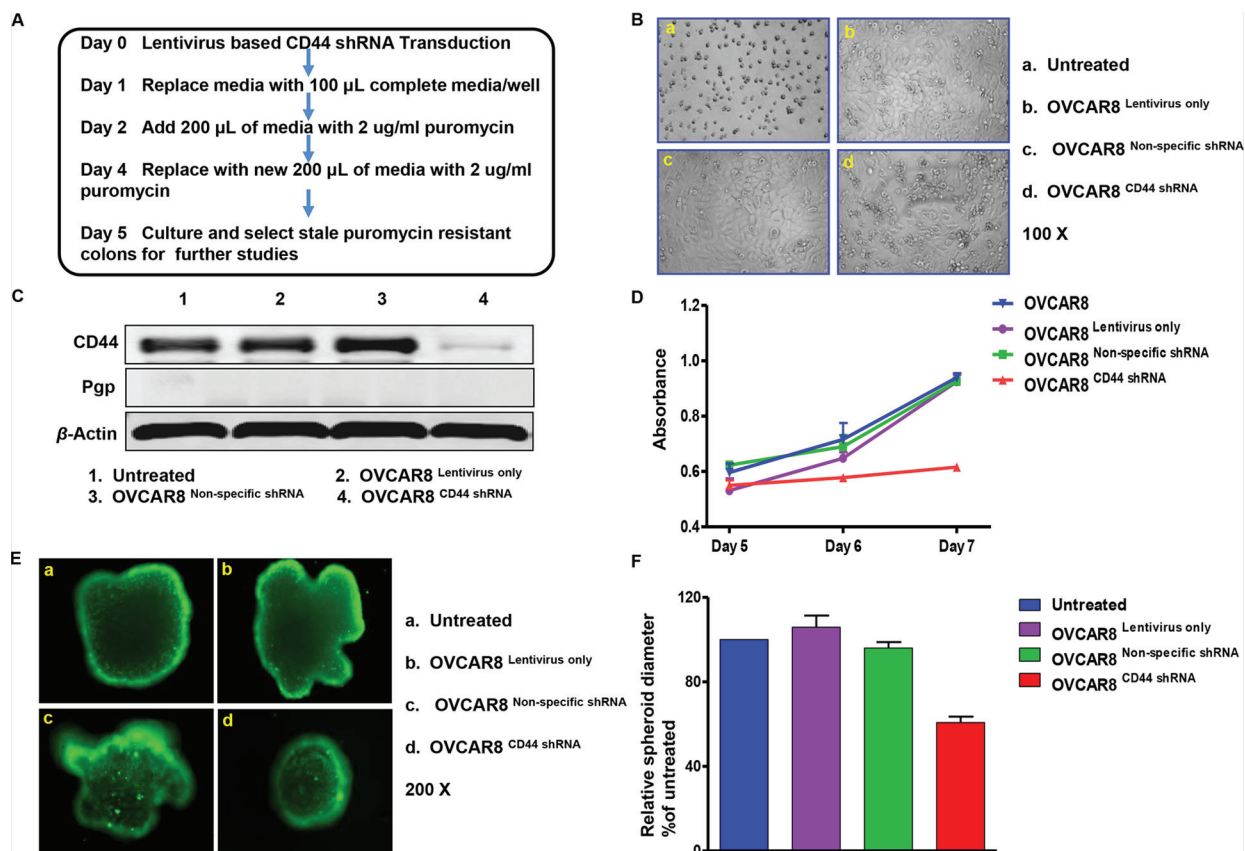 A
Day 0 Lentivirus based CD44 shRNA Transduction
Day 1 Replace media with 100 µL complete media/well
Day 2 Add 200 µL of media with 2 ug/ml puromycin
Day 4 Replace with new 200 µL of media with 2 ug/ml
puromycin
Day 5 Culture and select stale puromycin resistant
colons for further studies
B
a
b
c
d
a. Untreated
b. OVCAR8 Lentivirus only
c. OVCAR8 Non-specific shRNA
d. OVCAR8 CD44 shRNA
100 X
C
1 2 3 4
CD44
Pgp
β-Actin
1. Untreated 2. OVCAR8 Lentivirus only
3. OVCAR8 Non-specific shRNA 4. OVCAR8 CD44 shRNA
D
Absorbance
1.2
1.0
0.8
0.6
0.4
Day 5 Day 6 Day 7
OVCAR8
OVCAR8 Lentivirus only
OVCAR8 Non-specific shRNA
OVCAR8 CD44 shRNA
E
a
b
c
d
a. Untreated
b. OVCAR8 Lentivirus only
c. OVCAR8 Non-specific shRNA
d. OVCAR8 CD44 shRNA
200 X
F
Relative spheroid diameter
%of untreated
120
80
40
0
Untreated
OVCAR8 Lentivirus only
OVCAR8 Non-specific shRNA
OVCAR8 CD44 shRNA